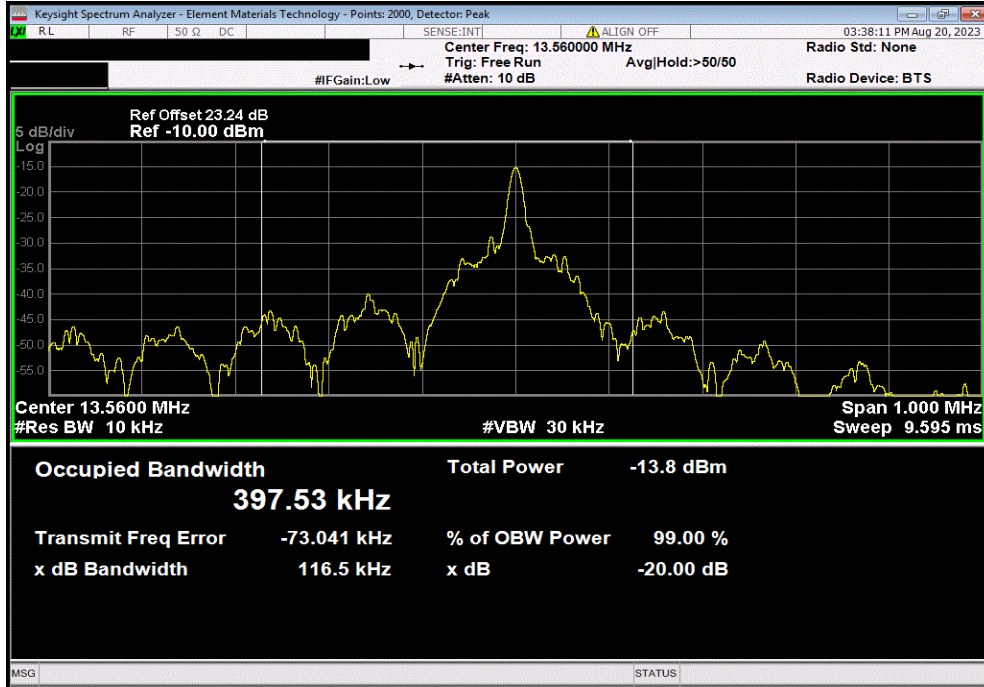 Keysight Spectrum Analyzer - Element Materials Technology - Points: 2000, Detector: Peak
LXI RL RF 50 Ω DC SENSE:INT ALIGN OFF 03:38:11 PM Aug 20, 2023
Center Freq: 13.560000 MHz Radio Std: None
Trig: Free Run Avg|Hold:>50/50
#IFGain:Low #Atten: 10 dB Radio Device: BTS
Ref Offset 23.24 dB
5 dB/div Ref -10.00 dBm
Log
-15.0
-20.0
-25.0
-30.0
-35.0
-40.0
-45.0
-50.0
-55.0
Center 13.5600 MHz Span 1.000 MHz
#Res BW 10 kHz #VBW 30 kHz Sweep 9.595 ms
Occupied Bandwidth Total Power -13.8 dBm
397.53 kHz
Transmit Freq Error -73.041 kHz % of OBW Power 99.00 %
x dB Bandwidth 116.5 kHz x dB -20.00 dB
MSG STATUS